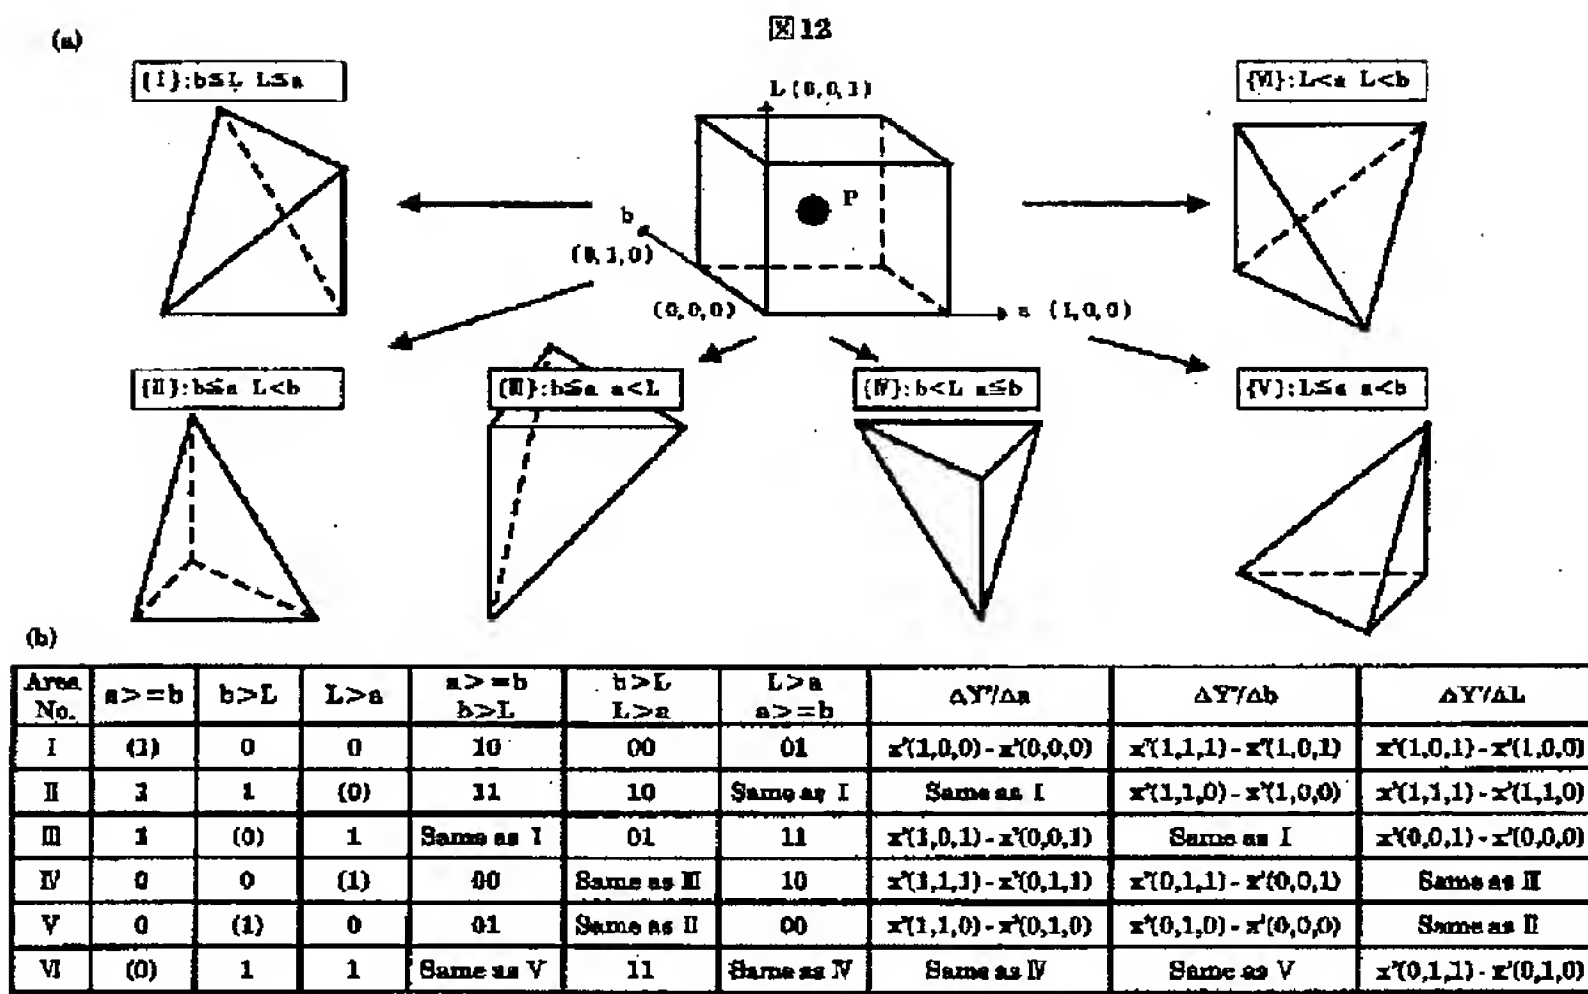 図12
(a)
{Ⅰ}:b≦L L≦a
L(0,0,1)
{Ⅵ}:L<a L<b
P
b
(0,1,0)
(0,0,0)
a (1,0,0)
{Ⅱ}:b≦a L<b
{Ⅲ}:b≦a a<L
{Ⅳ}:b<L a≦b
{Ⅴ}:L≦a a<b
(b)
Area No. a>=b b>L L>a a>=b b>L b>L L>a L>a a>=b ΔY'/Δa ΔY'/Δb ΔY'/ΔL
Ⅰ (1) 0 0 10 00 01 x'(1,0,0)-x'(0,0,0) x'(1,1,1)-x'(1,0,1) x'(1,0,1)-x'(1,0,0)
Ⅱ 1 1 (0) 11 10 Same as Ⅰ Same as Ⅰ x'(1,1,0)-x'(1,0,0) x'(1,1,1)-x'(1,1,0)
Ⅲ 1 (0) 1 Same as Ⅰ 01 11 x'(1,0,1)-x'(0,0,1) Same as Ⅰ x'(0,0,1)-x'(0,0,0)
Ⅳ 0 0 (1) 00 Same as Ⅲ 10 x'(1,1,1)-x'(0,1,1) x'(0,1,1)-x'(0,0,1) Same as Ⅲ
Ⅴ 0 (1) 0 01 Same as Ⅱ 00 x'(1,1,0)-x'(0,1,0) x'(0,1,0)-x'(0,0,0) Same as Ⅱ
Ⅵ (0) 1 1 Same as Ⅴ 11 Same as Ⅳ Same as Ⅳ Same as Ⅴ x'(0,1,1)-x'(0,1,0)